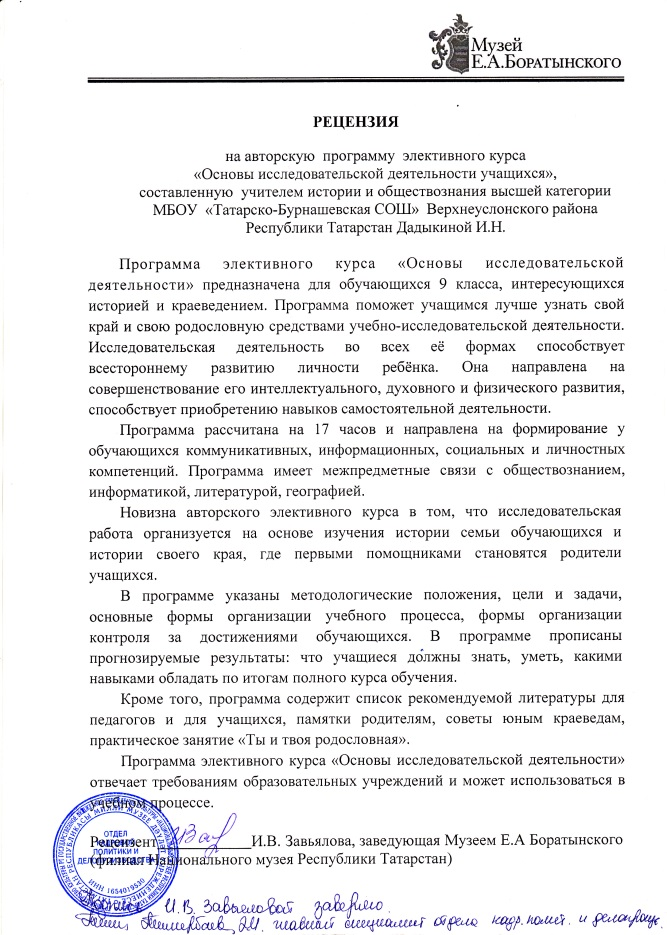 Музей
Е.А.БОРАТЫНСКОГО
РЕЦЕНЗИЯ
на авторскую программу элективного курса
«Основы исследовательской деятельности учащихся»,
составленную учителем истории и обществознания высшей категории
МБОУ «Татарско-Бурнашевская СОШ» Верхнеуслонского района
Республики Татарстан Дадыкиной И.Н.
Программа элективного курса «Основы исследовательской
деятельности» предназначена для обучающихся 9 класса, интересующихся
историей и краеведением. Программа поможет учащимся лучше узнать свой
край и свою родословную средствами учебно-исследовательской деятельности.
Исследовательская деятельность во всех её формах способствует
всестороннему развитию личности ребёнка. Она направлена на
совершенствование его интеллектуального, духовного и физического развития,
способствует приобретению навыков самостоятельной деятельности.
Программа рассчитана на 17 часов и направлена на формирование у
обучающихся коммуникативных, информационных, социальных и личностных
компетенций. Программа имеет межпредметные связи с обществознанием,
информатикой, литературой, географией.
Новизна авторского элективного курса в том, что исследовательская
работа организуется на основе изучения истории семьи обучающихся и
истории своего края, где первыми помощниками становятся родители
учащихся.
В программе указаны методологические положения, цели и задачи,
основные формы организации учебного процесса, формы организации
контроля за достижениями обучающихся. В программе прописаны
прогнозируемые результаты: что учащиеся должны знать, уметь, какими
навыками обладать по итогам полного курса обучения.
Кроме того, программа содержит список рекомендуемой литературы для
педагогов и для учащихся, памятки родителям, советы юным краеведам,
практическое занятие «Ты и твоя родословная».
Программа элективного курса «Основы исследовательской деятельности»
отвечает требованиям образовательных учреждений и может использоваться в
учебном процессе.
Рецензент И.В. Завьялова, заведующая Музеем Е.А Боратынского
(филиал Национального музея Республики Татарстан)
ОТДЕЛ
КАДРОВОЙ
ПОЛИТИКИ И
ДЕЛОПРОИЗВОДСТВА
ИНН 1654019530
И.В. Завьяловой заверяю.
главный специалист отдела кадр. полит. и